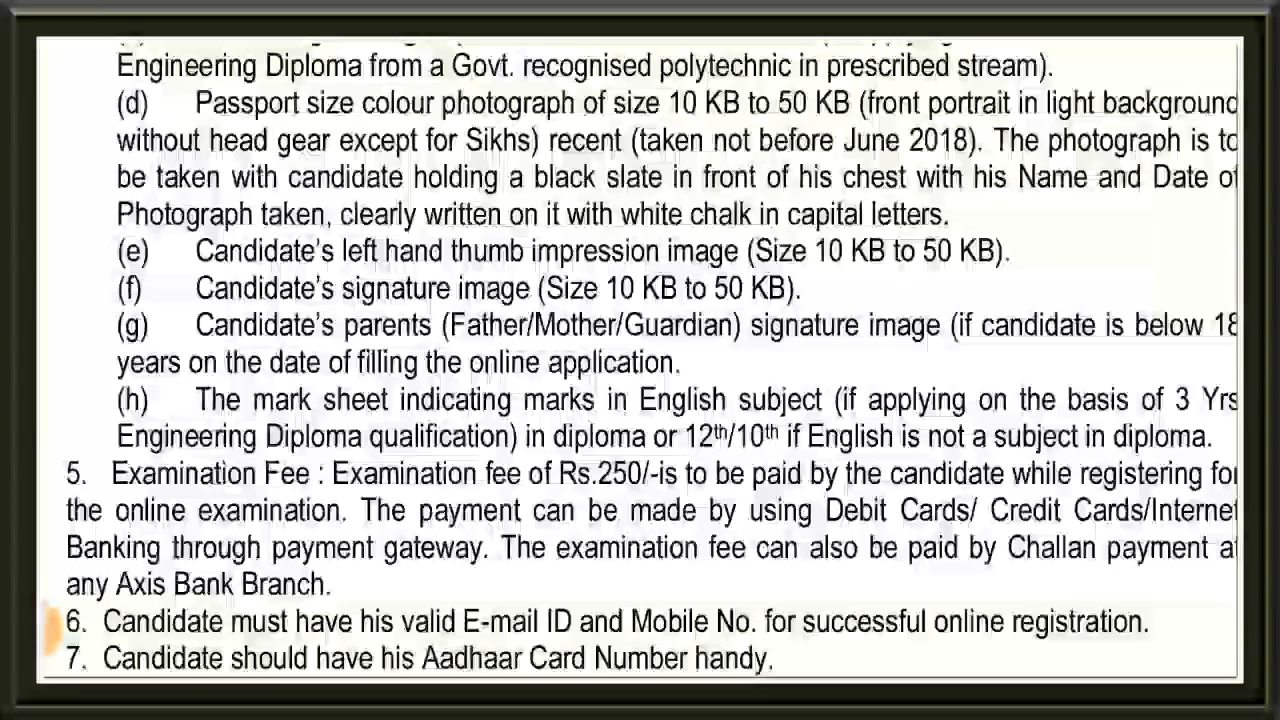 Engineering Diploma from a Govt. recognised polytechnic in prescribed stream).
(d) Passport size colour photograph of size 10 KB to 50 KB (front portrait in light background
without head gear except for Sikhs) recent (taken not before June 2018). The photograph is to
be taken with candidate holding a black slate in front of his chest with his Name and Date of
Photograph taken, clearly written on it with white chalk in capital letters.
(e) Candidate's left hand thumb impression image (Size 10 KB to 50 KB).
(f) Candidate's signature image (Size 10 KB to 50 KB).
(g) Candidate's parents (Father/Mother/Guardian) signature image (if candidate is below 18
years on the date of filling the online application.
(h) The mark sheet indicating marks in English subject (if applying on the basis of 3 Yrs
Engineering Diploma qualification) in diploma or 12th/10th if English is not a subject in diploma.
5. Examination Fee : Examination fee of Rs.250/-is to be paid by the candidate while registering for
the online examination. The payment can be made by using Debit Cards/ Credit Cards/Internet
Banking through payment gateway. The examination fee can also be paid by Challan payment at
any Axis Bank Branch.
6. Candidate must have his valid E-mail ID and Mobile No. for successful online registration.
7. Candidate should have his Aadhaar Card Number handy.